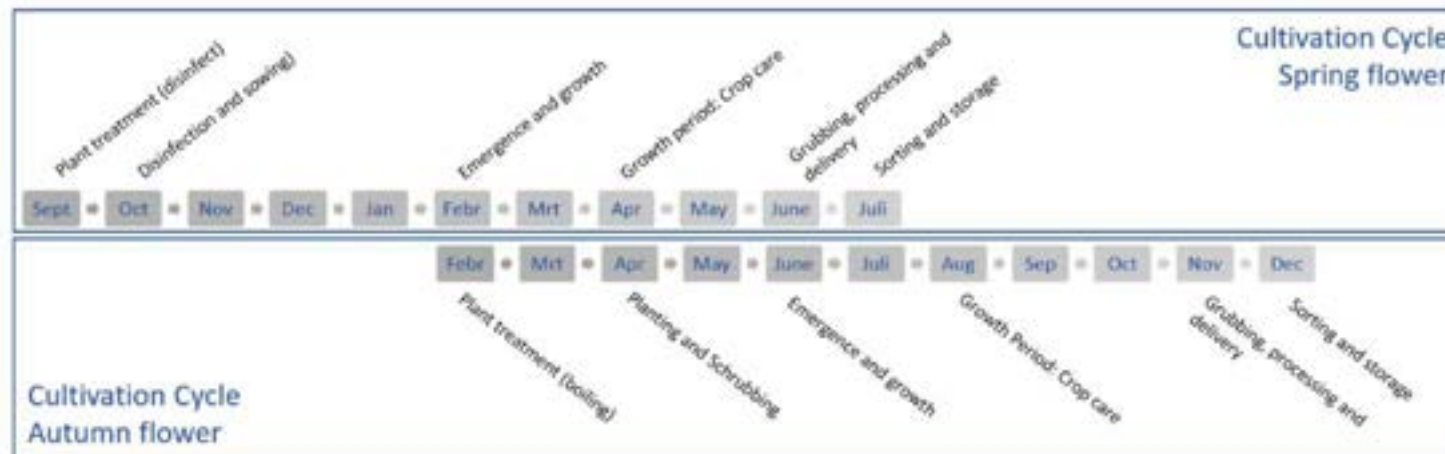 Cultivation Cycle
Spring flower
Plant treatment (disinfect)
Disinfection and sowing)
Emergence and growth
Growth period: Crop care
Grubbing, processing and
delivery
Sorting and storage
Sept Oct Nov Dec Jan Febr Mrt Apr May June Juli
Febr Mrt Apr May June Juli Aug Sep Oct Nov Dec
Plant treatment (boiling)
Planting and Schrubbing
Emergence and growth
Growth Period: Crop care
Grubbing, processing and
delivery
Sorting and storage
Cultivation Cycle
Autumn flower